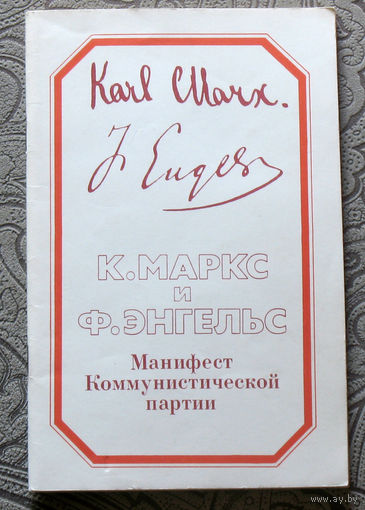 Karl Marx.
F Engels
К.МАРКС
и
Ф.ЭНГЕЛЬС
Манифест
Коммунистической
партии
www.ay.by